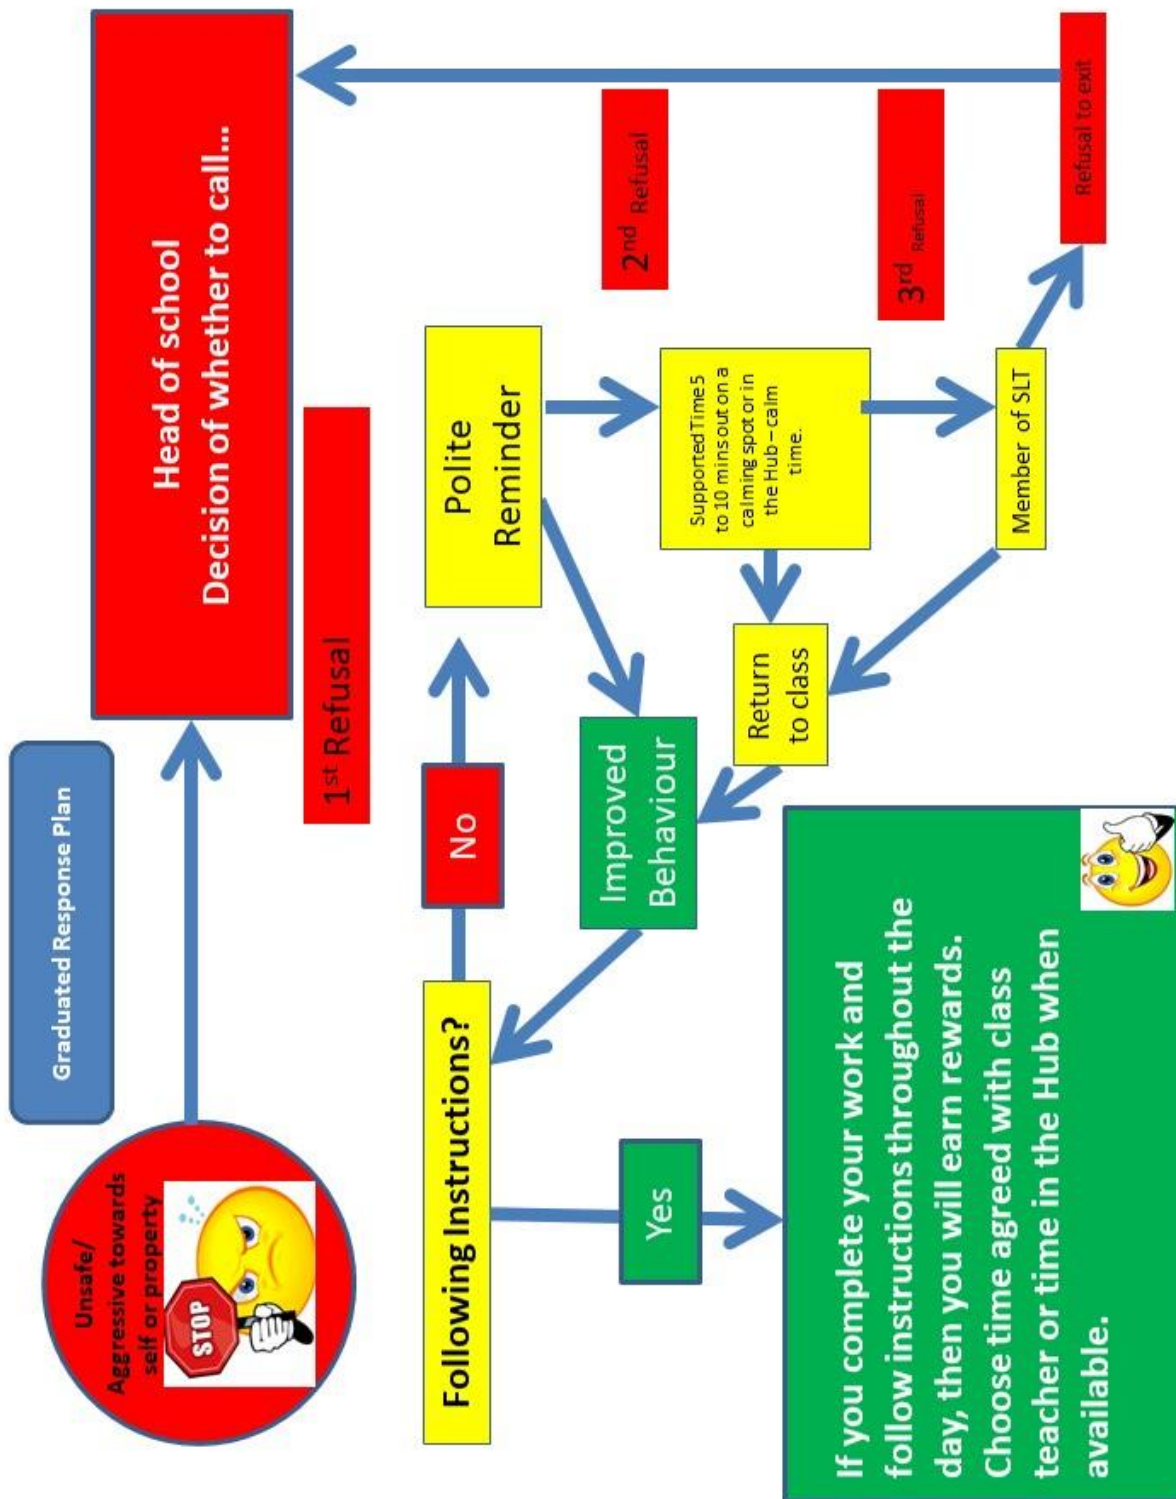 Graduated Response Plan
Unsafe/
Aggressive towards
self or property
STOP
Head of school
Decision of whether to call...
1st Refusal
Following Instructions?
No
Polite
Reminder
2nd Refusal
Yes
Improved
Behaviour
Supported Time 5
to 10 mins out on a
calming spot or in
the Hub – calm
time.
Return
to class
3rd Refusal
Member of SLT
Refusal to exit
If you complete your work and
follow instructions throughout the
day, then you will earn rewards.
Choose time agreed with class
teacher or time in the Hub when
available.